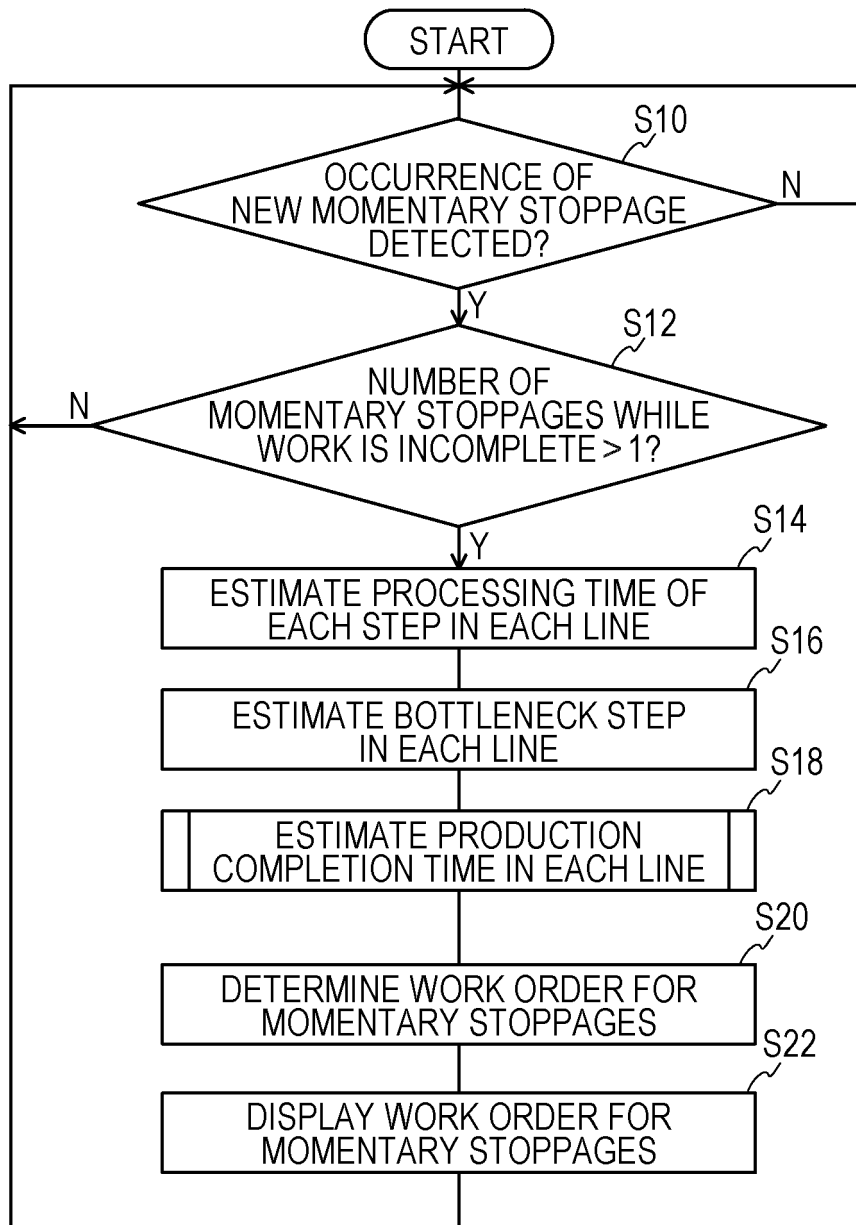 START
S10
OCCURRENCE OF
NEW MOMENTARY STOPPAGE
DETECTED?
N
Y
S12
NUMBER OF
MOMENTARY STOPPAGES WHILE
WORK IS INCOMPLETE > 1?
N
Y
S14
ESTIMATE PROCESSING TIME OF
EACH STEP IN EACH LINE
S16
ESTIMATE BOTTLENECK STEP
IN EACH LINE
S18
ESTIMATE PRODUCTION
COMPLETION TIME IN EACH LINE
S20
DETERMINE WORK ORDER FOR
MOMENTARY STOPPAGES
S22
DISPLAY WORK ORDER FOR
MOMENTARY STOPPAGES